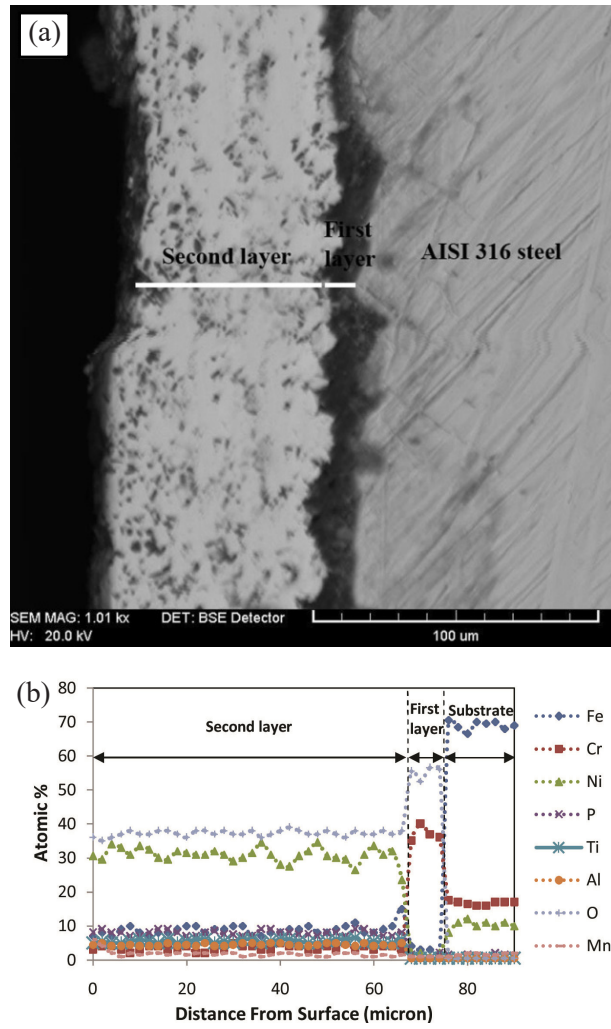 (a)
First
Second layer
layer
AISI 316 steel
SEM MAG: 1.01 kx DET: BSE Detector
HV: 20.0 kV
100 um
(b)
80
70
60
50
40
30
20
10
0
Atomic %
Second layer
First
layer
Substrate
Fe
Cr
Ni
P
Ti
Al
O
Mn
0 20 40 60 80
Distance From Surface (micron)